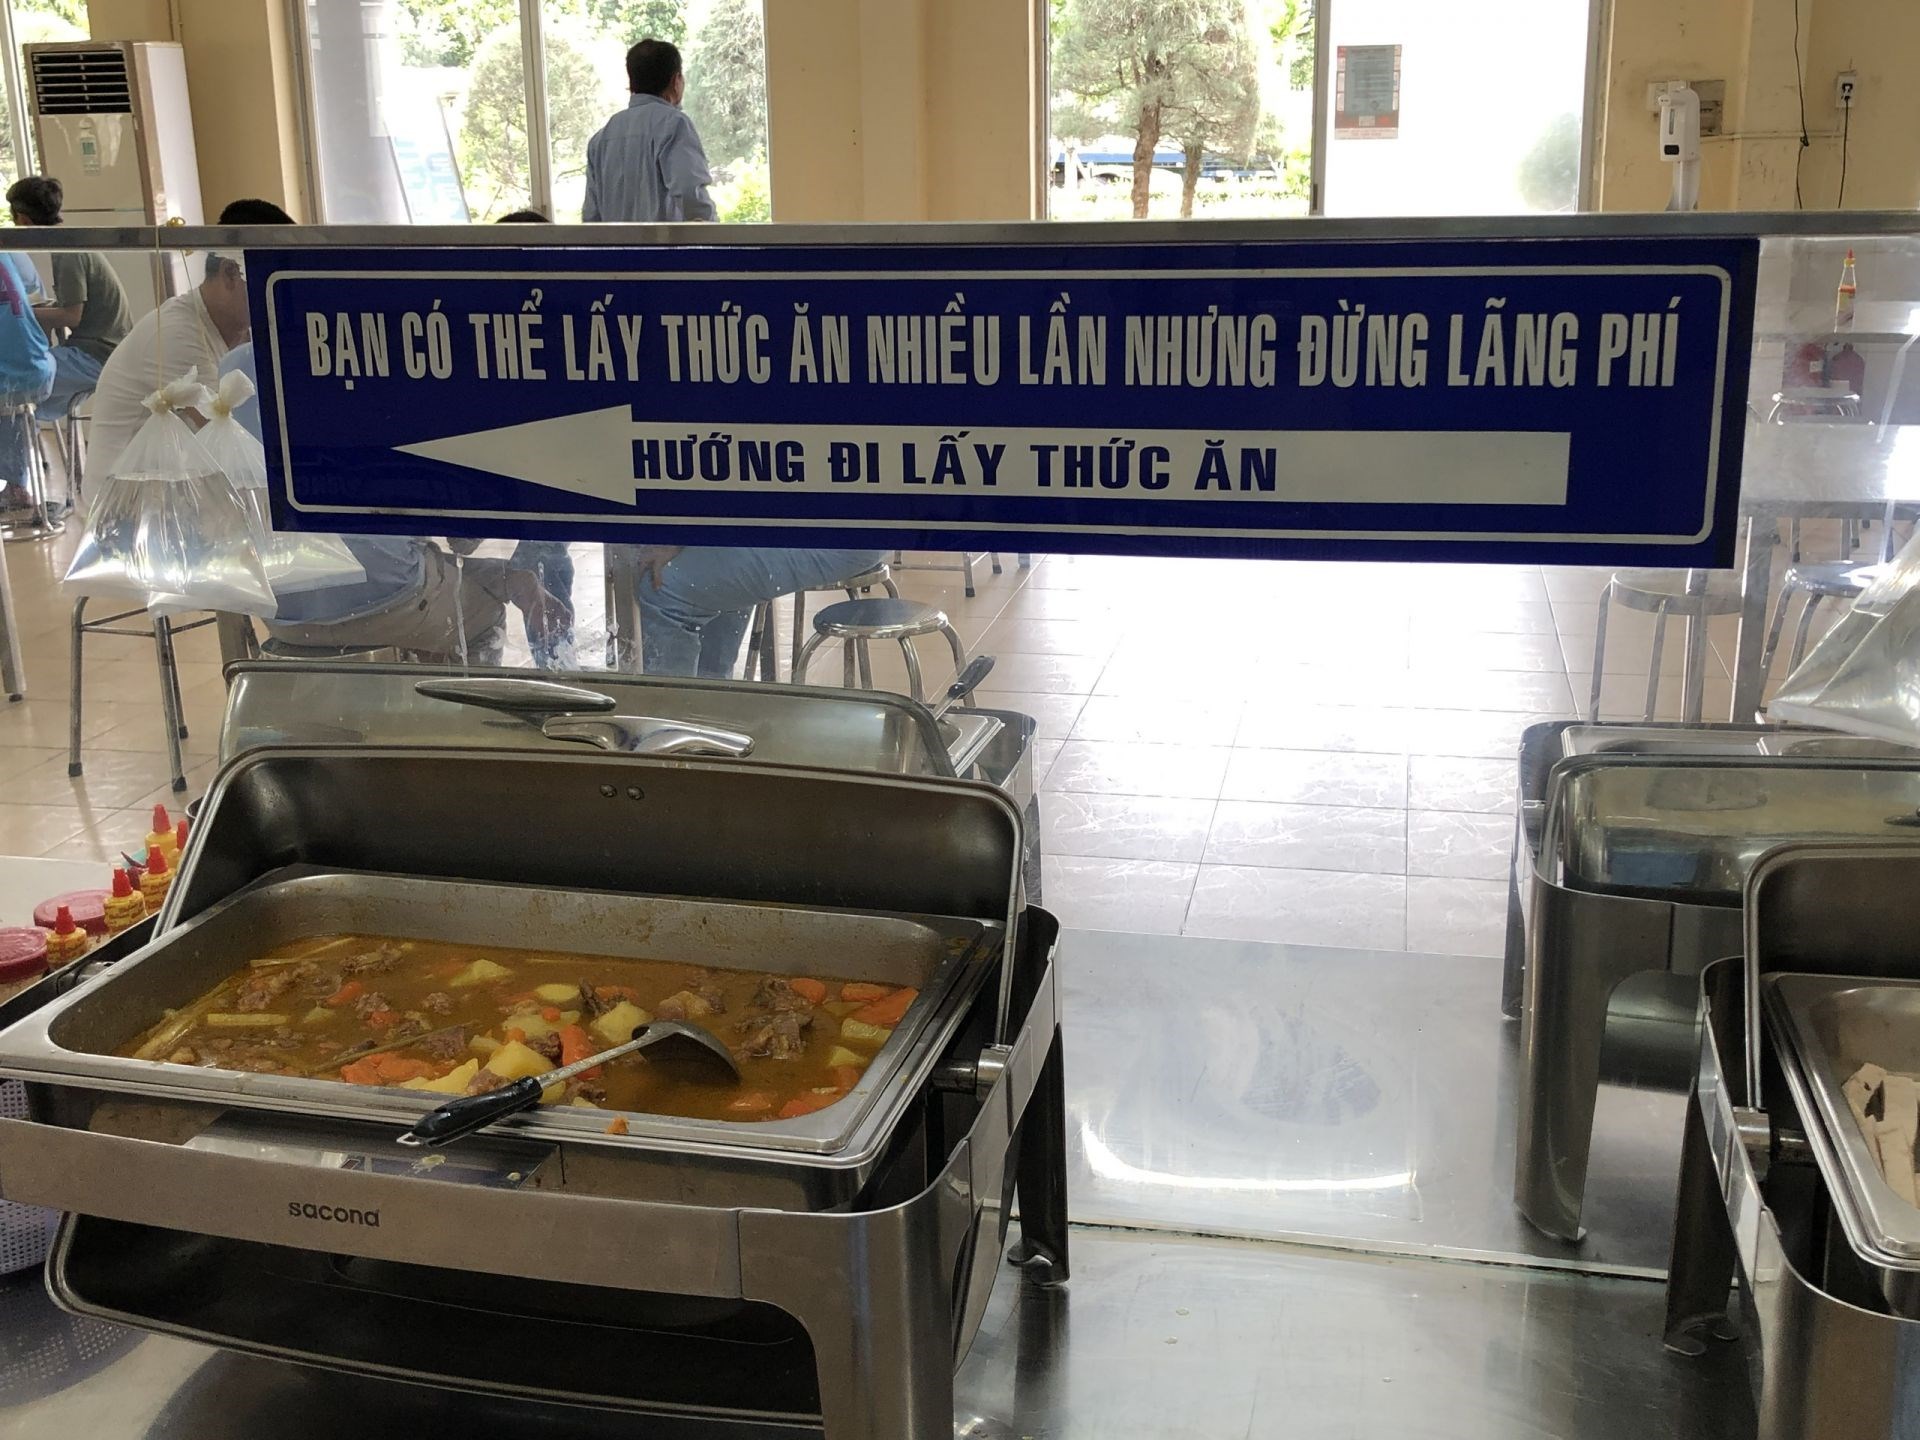 BẠN CÓ THỂ LẤY THỨC ĂN NHIỀU LẦN NHƯNG ĐỪNG LÃNG PHÍ
HƯỚNG ĐI LẤY THỨC ĂN
sacona